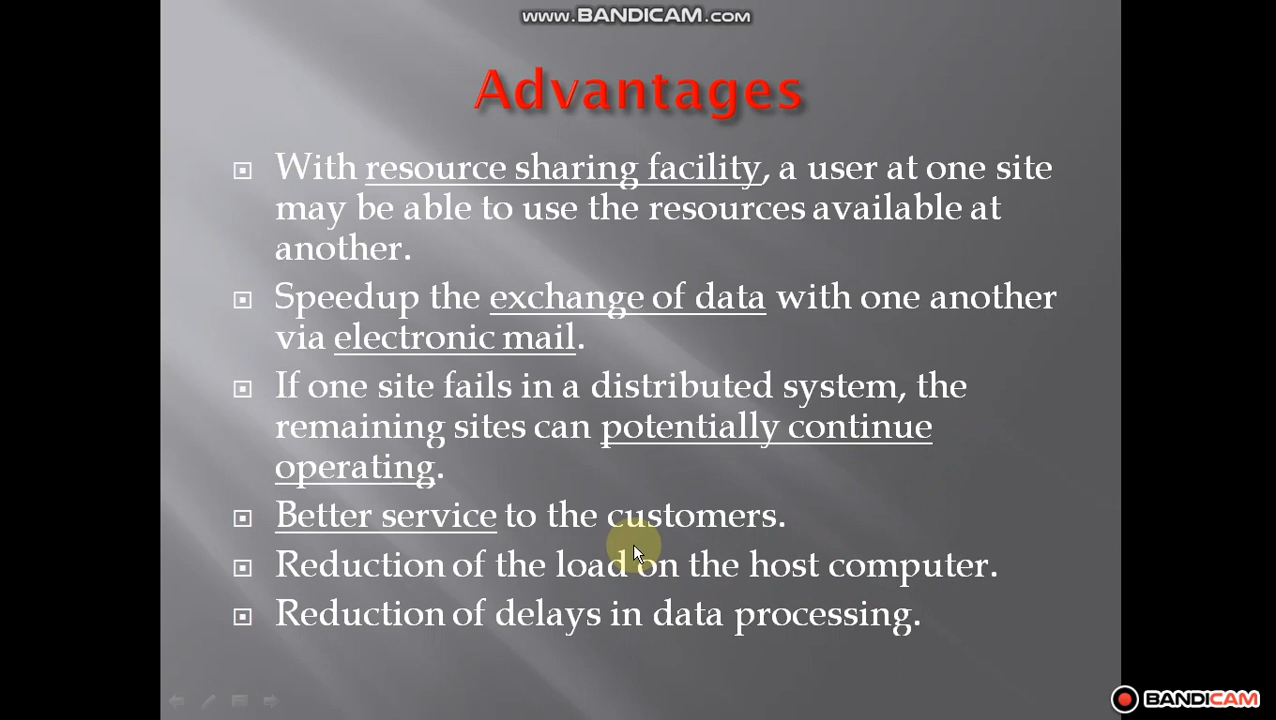 www.BANDICAM.com
Advantages
With resource sharing facility, a user at one site
may be able to use the resources available at
another.
Speedup the exchange of data with one another
via electronic mail.
If one site fails in a distributed system, the
remaining sites can potentially continue
operating.
Better service to the customers.
Reduction of the load on the host computer.
Reduction of delays in data processing.
BANDICAM